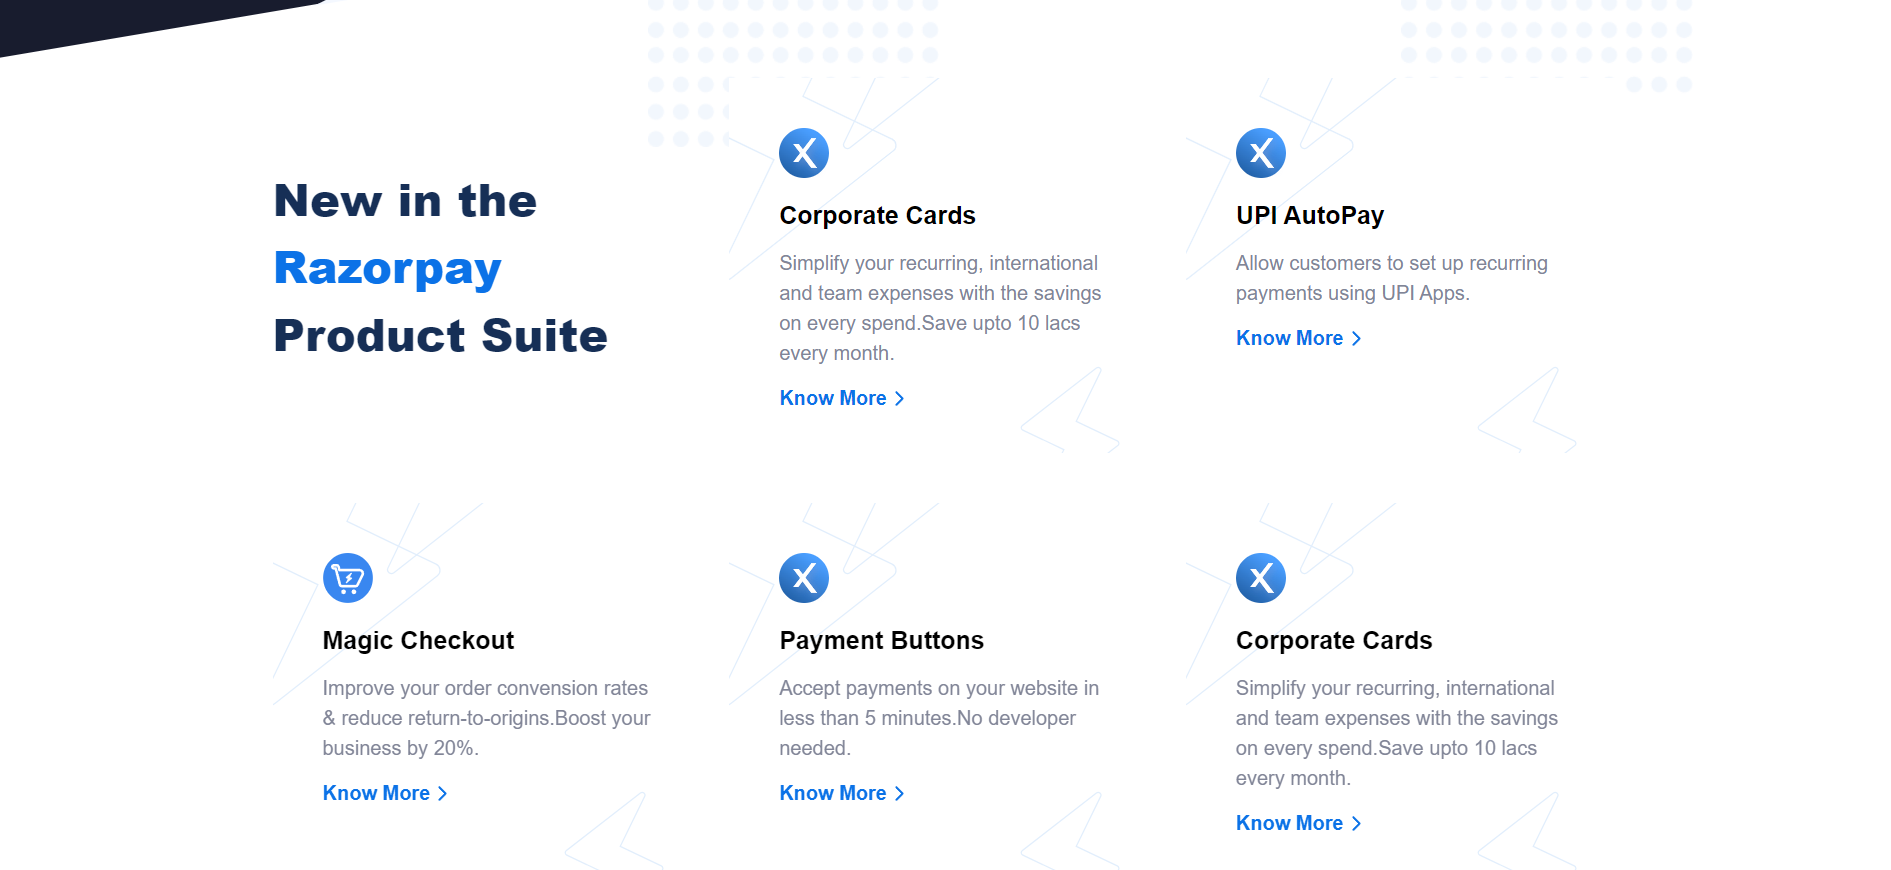 New in the
Razorpay
Product Suite
Corporate Cards
Simplify your recurring, international
and team expenses with the savings
on every spend.Save upto 10 lacs
every month.
Know More
UPI AutoPay
Allow customers to set up recurring
payments using UPI Apps.
Know More
Magic Checkout
Improve your order convension rates
& reduce return-to-origins.Boost your
business by 20%.
Know More
Payment Buttons
Accept payments on your website in
less than 5 minutes.No developer
needed.
Know More
Corporate Cards
Simplify your recurring, international
and team expenses with the savings
on every spend.Save upto 10 lacs
every month.
Know More